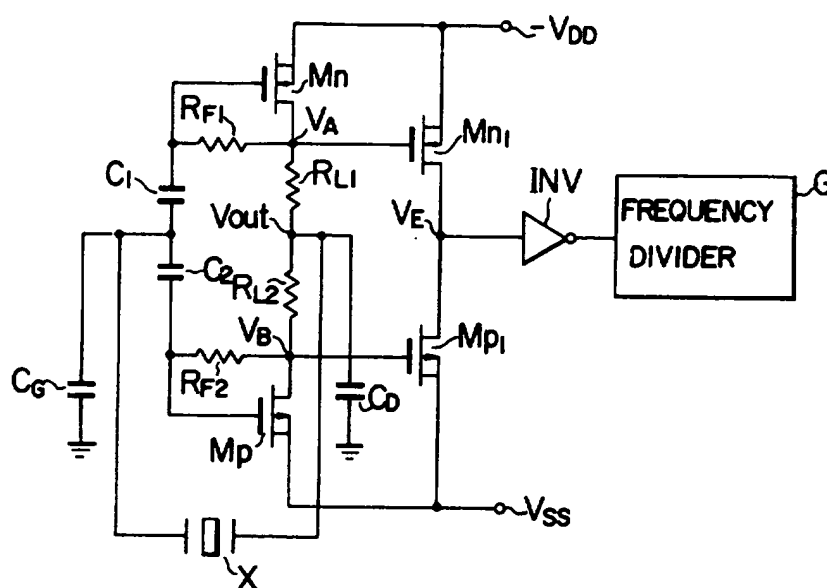 -VDD
Mn
RF1
VA
Mn1
C1
RL1
INV
G
Vout
VE
FREQUENCY
DIVIDER
C2
RL2
VB
Mp1
CG
RF2
CD
Mp
VSS
X